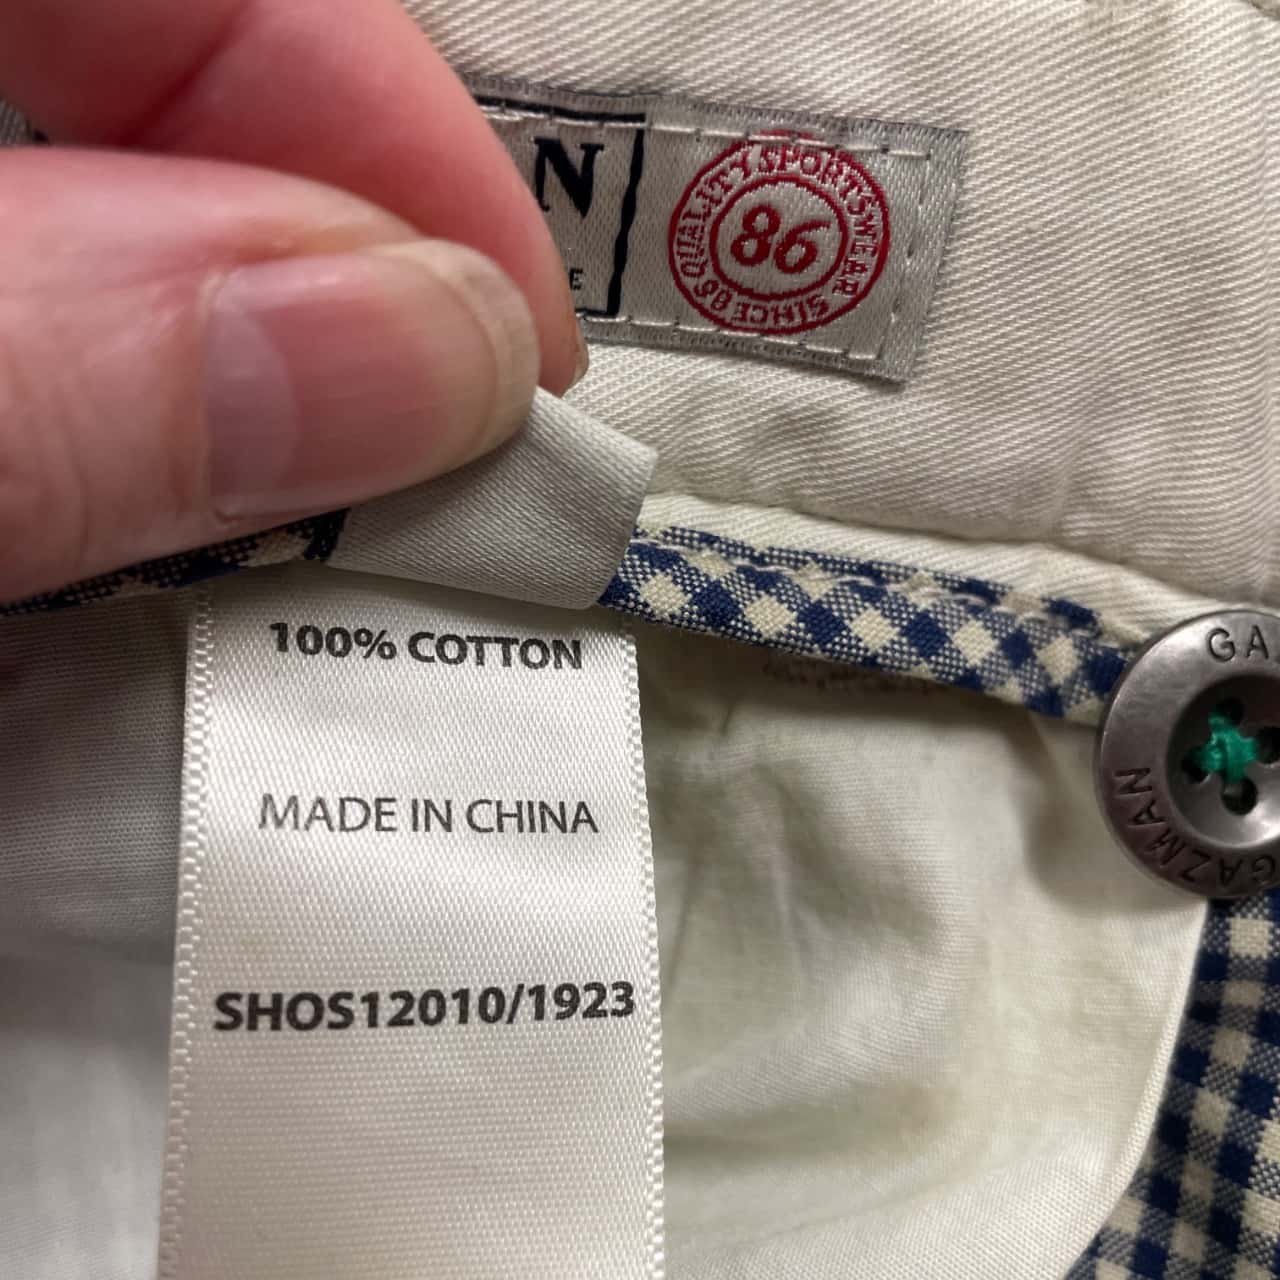 N
E
QUALITY SPORTSWEAR SINCE 86
86
100% COTTON
MADE IN CHINA
SHOS12010/1923
GA
GAZMAN